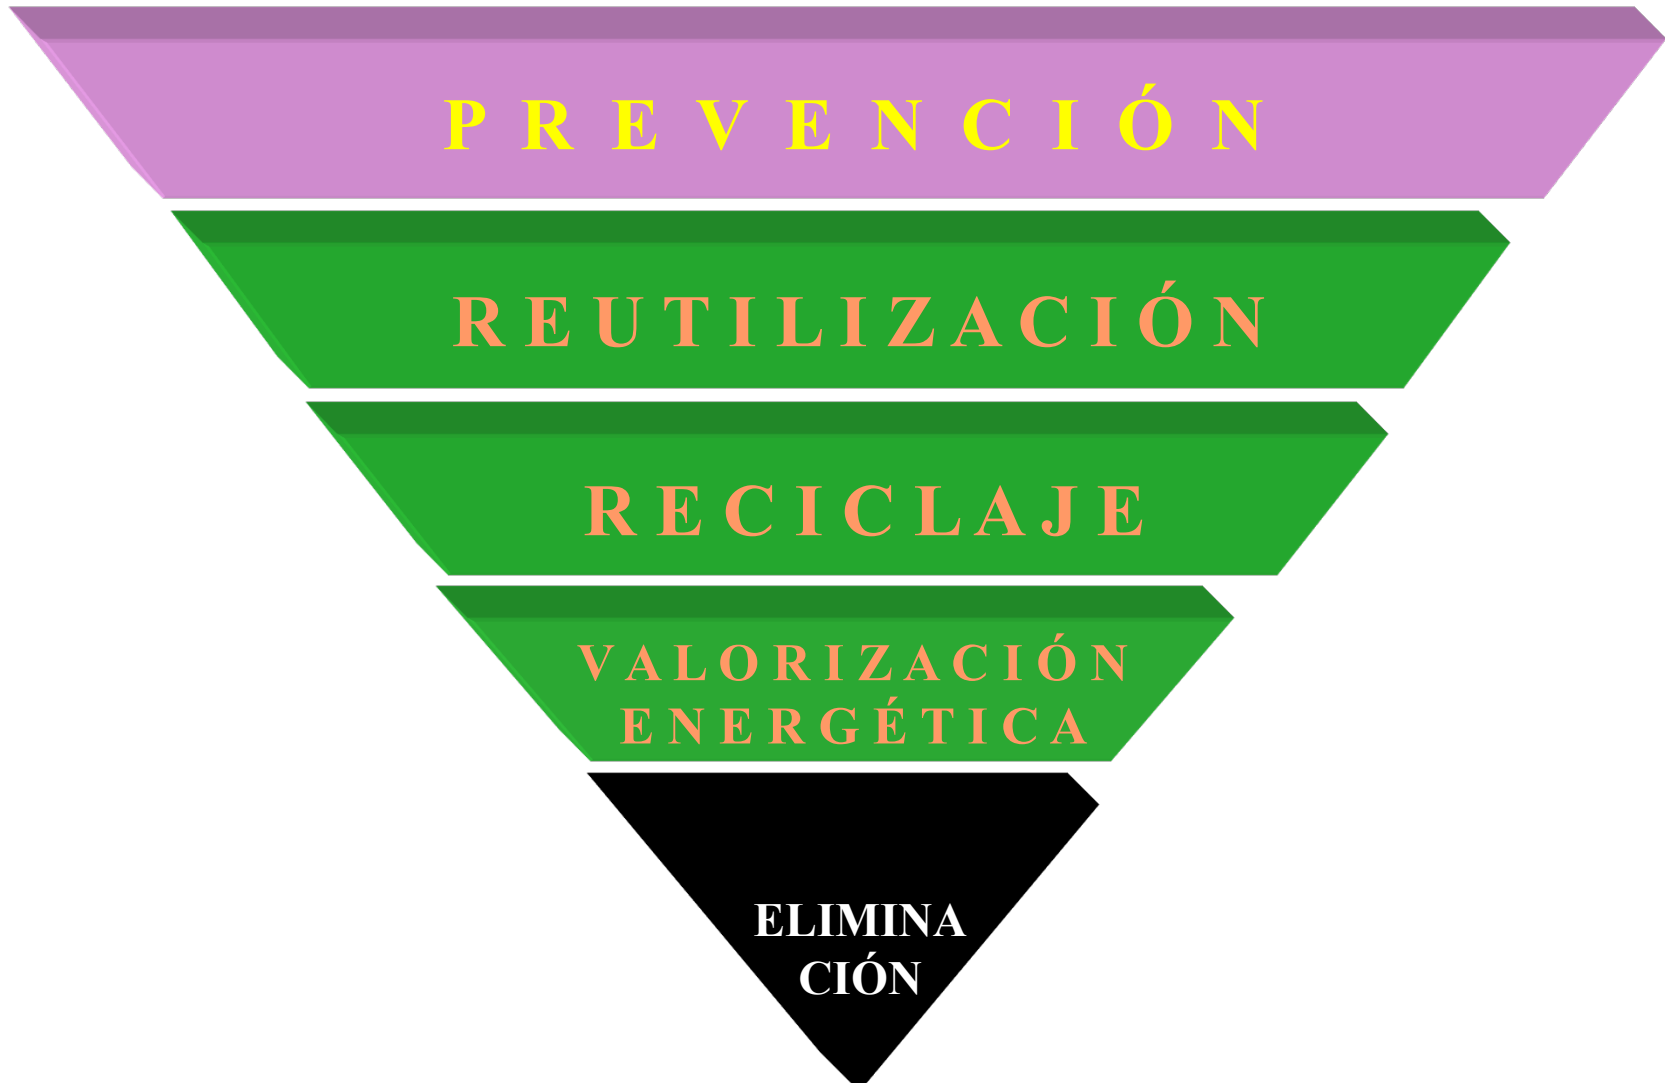 PREVENCIÓN
REUTILIZACIÓN
RECICLAJE
VALORIZACIÓN
ENERGÉTICA
ELIMINA
CIÓN